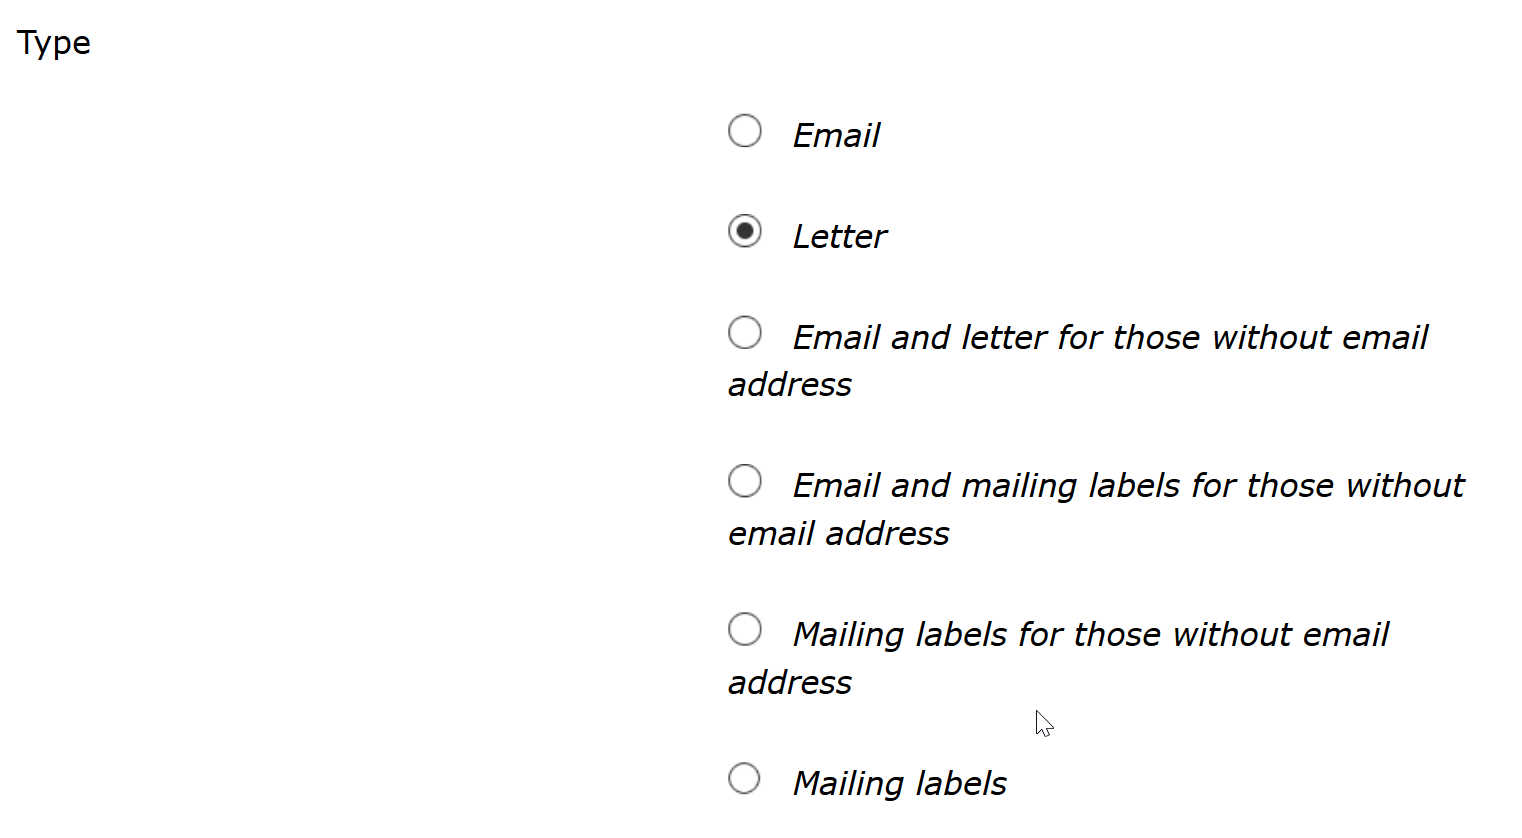 Type
Email
Letter
Email and letter for those without email
address
Email and mailing labels for those without
email address
Mailing labels for those without email
address
Mailing labels